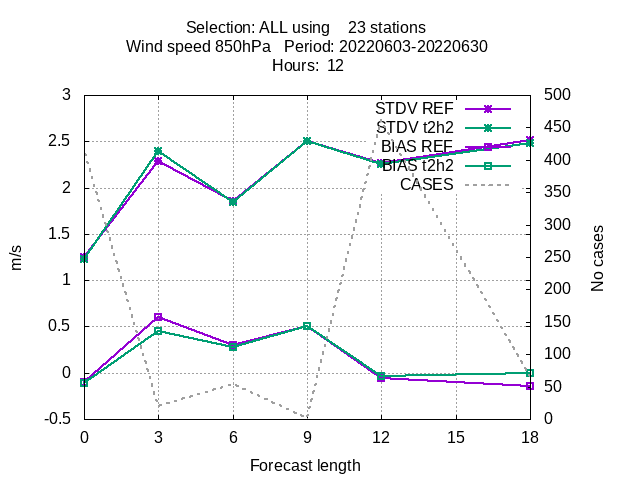 Selection: ALL using 23 stations
Wind speed 850hPa Period: 20220603-20220630
Hours: 12
3
2.5
2
1.5
1
0.5
0
-0.5
m/s
STDV REF
STDV t2h2
BIAS REF
BIAS t2h2
CASES
500
450
400
350
300
250
200
150
100
50
0
No cases
0 3 6 9 12 15 18
Forecast length